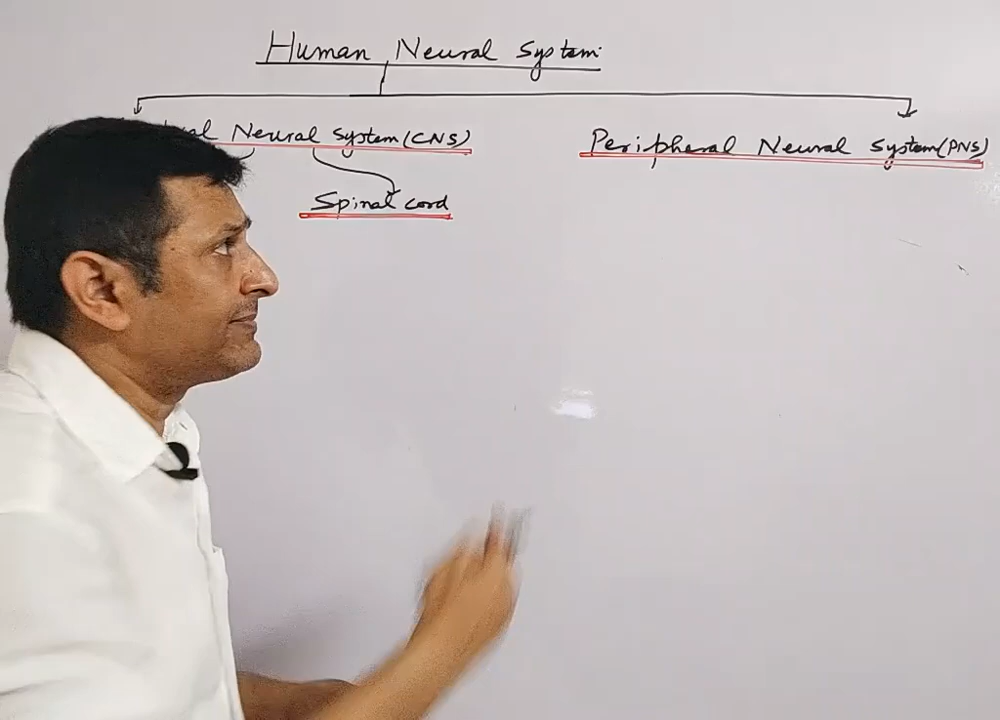 Human Neural System
Neural System (CNS)
Peripheral Neural System (PNS)
Spinal cord